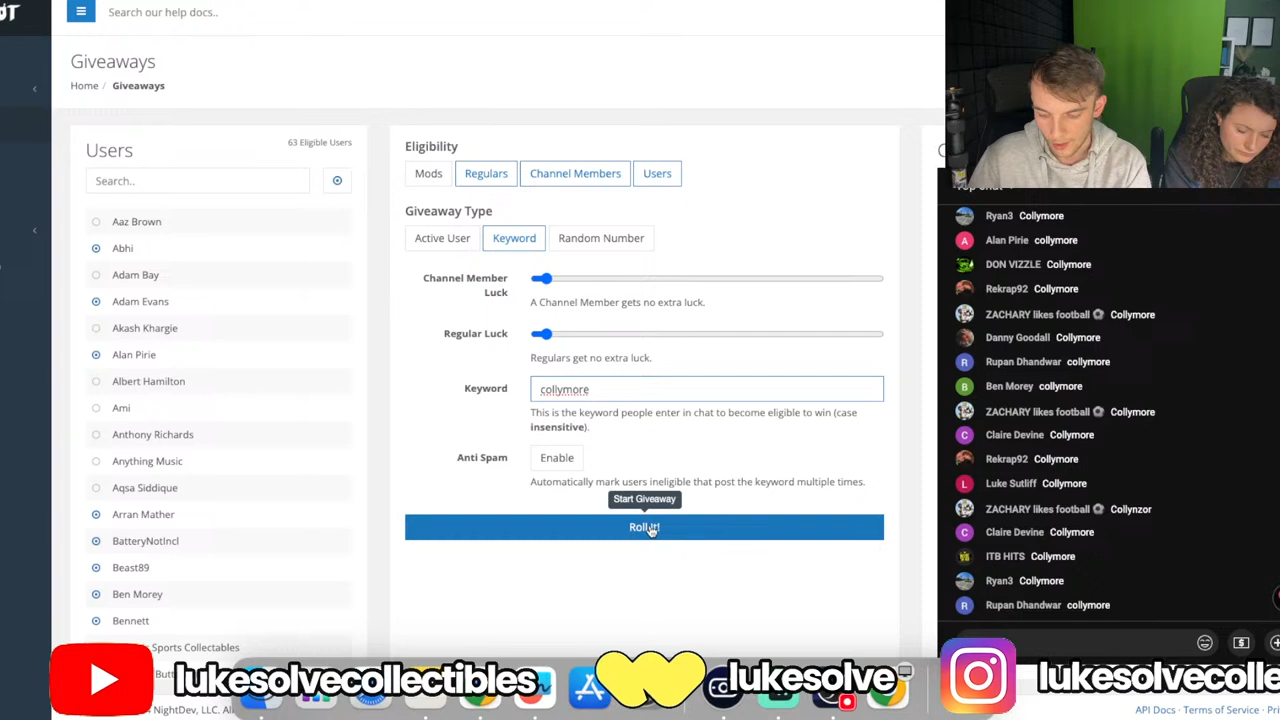 Search our help docs..
Giveaways
Home / Giveaways
Users
63 Eligible Users
Search..
Aaz Brown
Abhi
Adam Bay
Adam Evans
Akash Khargie
Alan Pirie
Albert Hamilton
Ami
Anthony Richards
Anything Music
Aqsa Siddique
Arran Mather
BatteryNotIncl
Beast89
Ben Morey
Bennett
Sports Collectables
Eligibility
Mods
Regulars
Channel Members
Users
Giveaway Type
Active User
Keyword
Random Number
Channel Member
Luck
A Channel Member gets no extra luck.
Regular Luck
Regulars get no extra luck.
Keyword
collymore
This is the keyword people enter in chat to become eligible to win (case
insensitive).
Anti Spam
Enable
Automatically mark users ineligible that post the keyword multiple times.
Start Giveaway
Roll It!
Top Chat
Ryan3 Collymore
Alan Pirie collymore
DON VIZZLE Collymore
Rekrap92 Collymore
ZACHARY likes football ⚽ Collymore
Danny Goodall Collymore
Rupan Dhandwar collymore
Ben Morey collymore
ZACHARY likes football ⚽ Collymore
Claire Devine Collymore
Rekrap92 Collymore
Luke Sutliff Collymore
ZACHARY likes football ⚽ Collynzor
Claire Devine Collymore
ITB HITS Collymore
Ryan3 Collymore
Rupan Dhandwar collymore
lukesolvecollectibles
lukesolve
lukesolvecolle
NightDev, LLC. Al
API Docs · Terms of Service · Pri